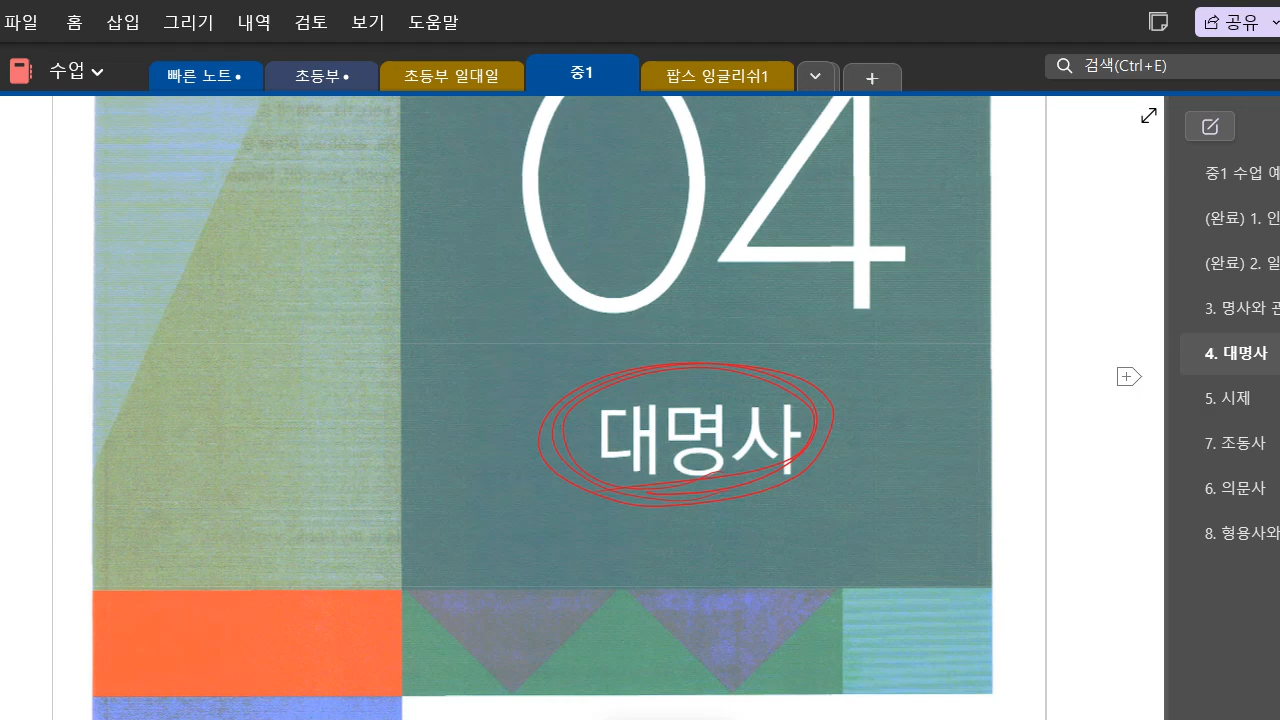 파일 홈 삽입 그리기 내역 검토 보기 도움말 공유
수업 빠른 노트 초등부 초등부 일대일 중1 팝스 잉글리쉬1 + 검색(Ctrl+E)
04
대명사
중1 수업 예
(완료) 1. 인
(완료) 2. 일
3. 명사와 관
4. 대명사
5. 시제
7. 조동사
6. 의문사
8. 형용사와